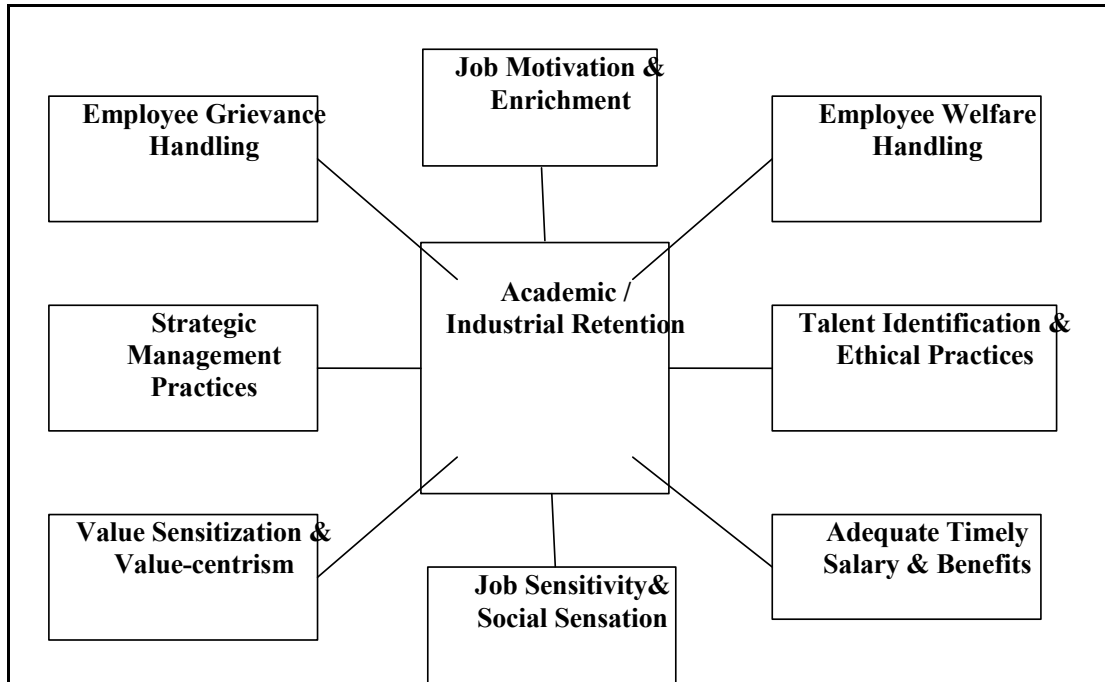 Job Motivation &
Enrichment
Employee Grievance
Handling
Employee Welfare
Handling
Academic /
Industrial Retention
Strategic
Management
Practices
Talent Identification &
Ethical Practices
Value Sensitization &
Value-centrism
Adequate Timely
Salary & Benefits
Job Sensitivity&
Social Sensation